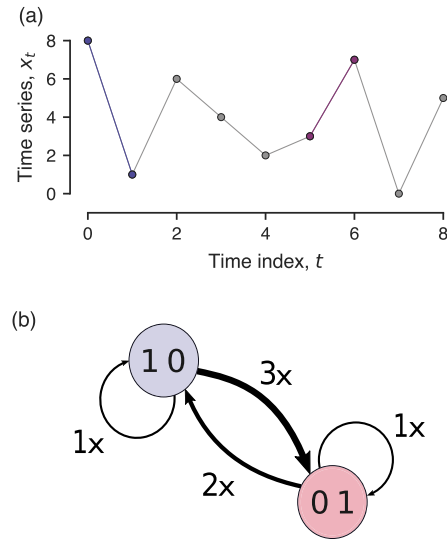 (a)
Time series, xₜ
8
6
4
2
0
0 2 4 6 8
Time index, t
(b)
1 0
3x
1x
1x
2x
0 1